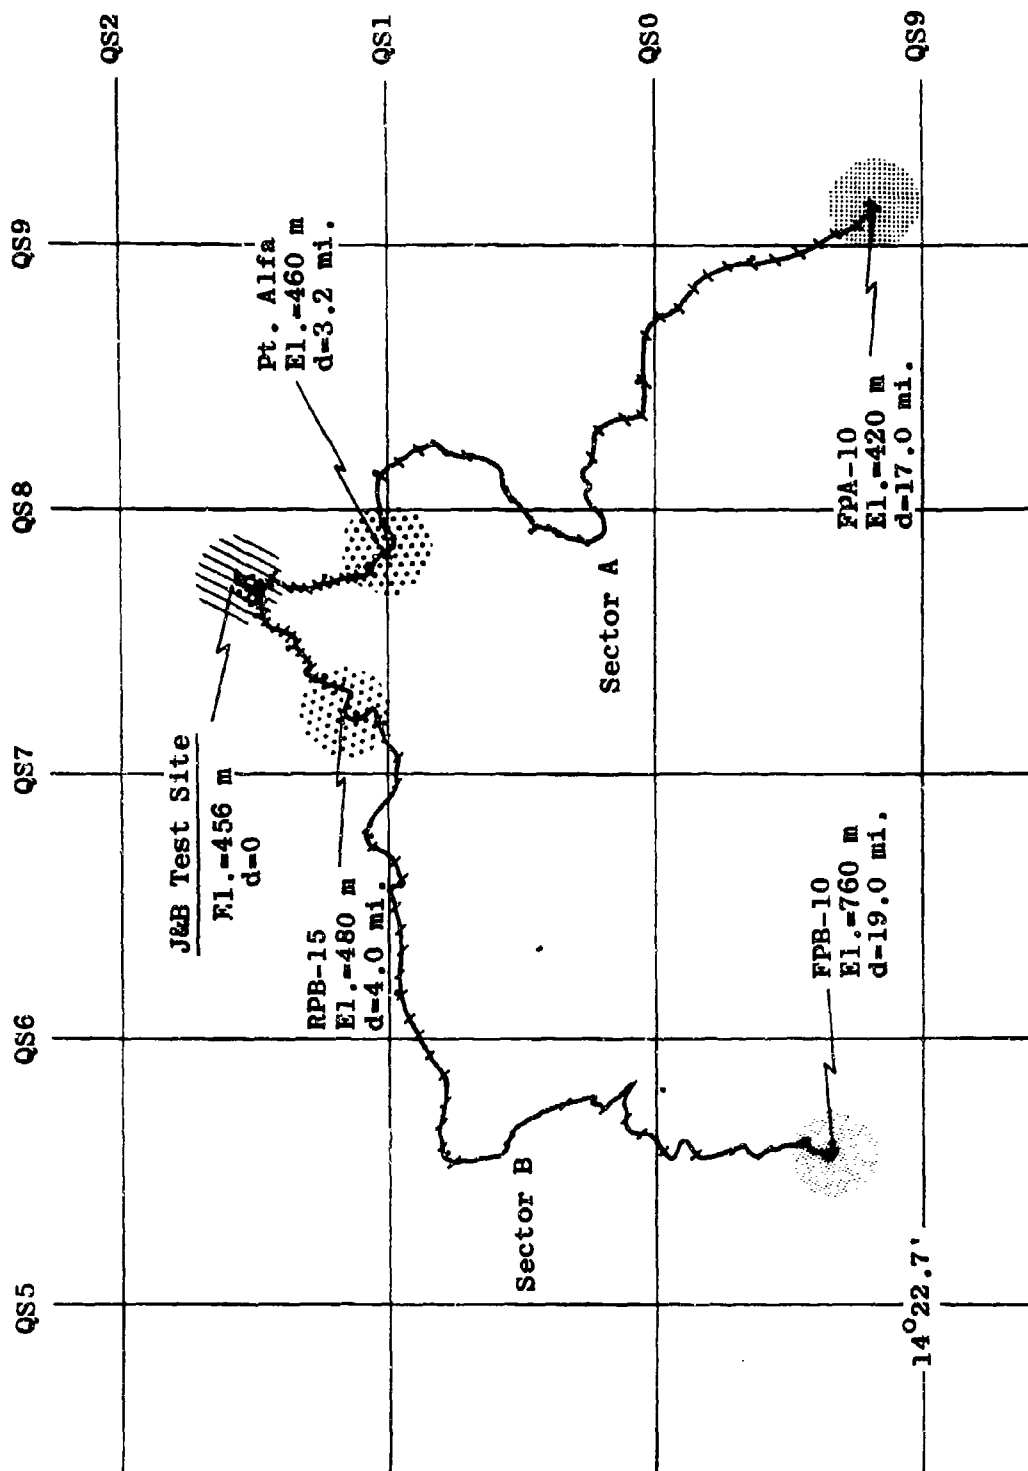 QS2
QS1
QS0
QS9
QS9
QS8
QS7
QS6
QS5
Pt. Alfa
El.=460 m
d=3.2 mi.
J&B Test Site
El.=456 m
d=0
RPB-15
El.=480 m
d=4.0 mi.
Sector A
FPA-10
El.=420 m
d=17.0 mi.
Sector B
FPB-10
El.=760 m
d=19.0 mi.
14°22.7'